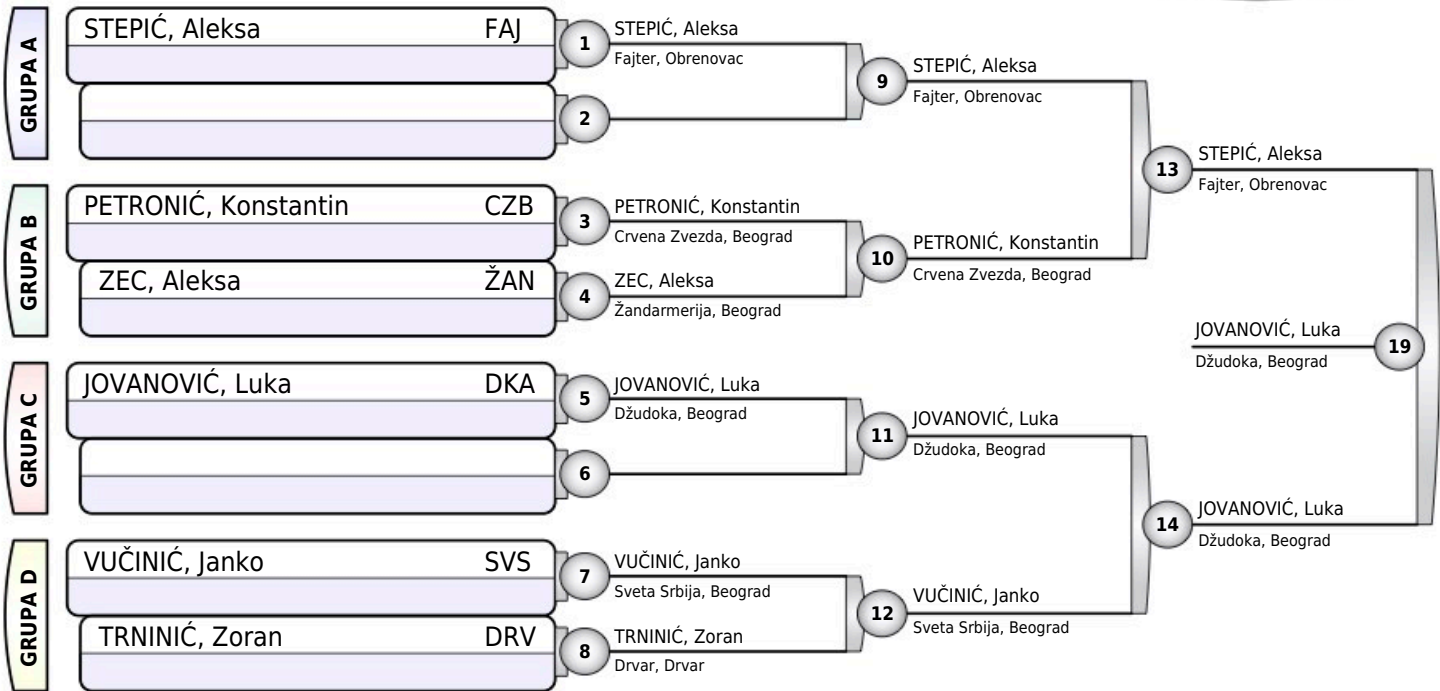 GRUPA A
STEPIĆ, Aleksa FAJ
1
STEPIĆ, Aleksa
Fajter, Obrenovac
2
9
STEPIĆ, Aleksa
Fajter, Obrenovac
GRUPA B
PETRONIĆ, Konstantin CZB
3
PETRONIĆ, Konstantin
Crvena Zvezda, Beograd
ZEC, Aleksa ŽAN
4
ZEC, Aleksa
Žandarmerija, Beograd
10
PETRONIĆ, Konstantin
Crvena Zvezda, Beograd
13
STEPIĆ, Aleksa
Fajter, Obrenovac
GRUPA C
JOVANOVIĆ, Luka DKA
5
JOVANOVIĆ, Luka
Džudoka, Beograd
6
11
JOVANOVIĆ, Luka
Džudoka, Beograd
GRUPA D
VUČINIĆ, Janko SVS
7
VUČINIĆ, Janko
Sveta Srbija, Beograd
TRNINIĆ, Zoran DRV
8
TRNINIĆ, Zoran
Drvar, Drvar
12
VUČINIĆ, Janko
Sveta Srbija, Beograd
14
JOVANOVIĆ, Luka
Džudoka, Beograd
JOVANOVIĆ, Luka
Džudoka, Beograd
19